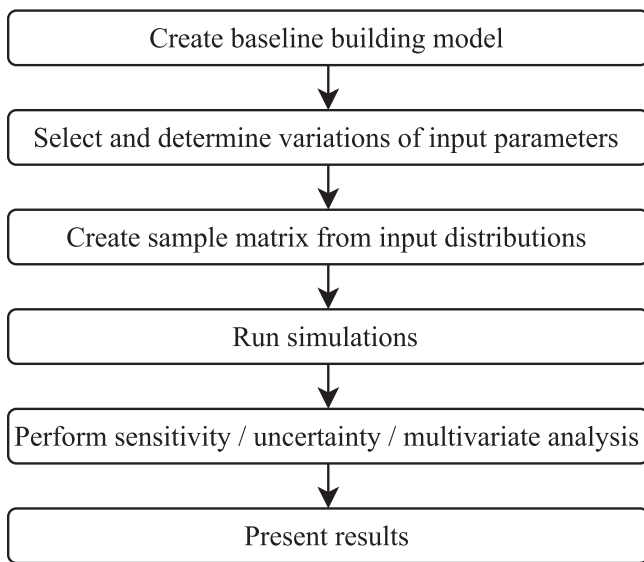 Create baseline building model
Select and determine variations of input parameters
Create sample matrix from input distributions
Run simulations
Perform sensitivity / uncertainty / multivariate analysis
Present results